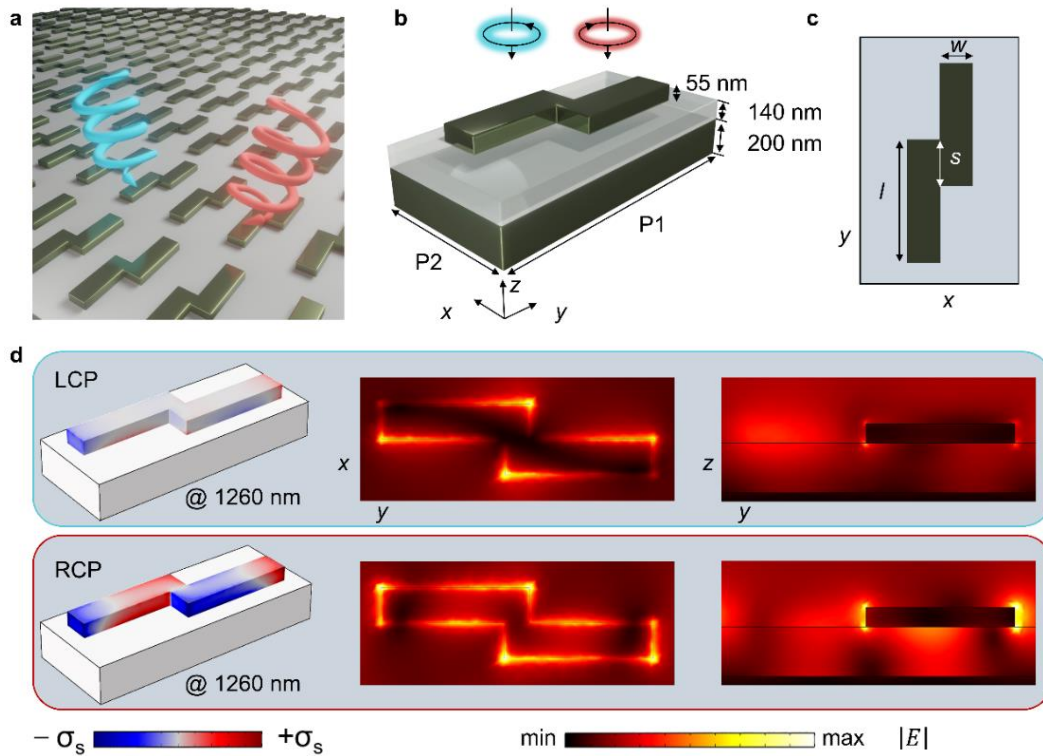 a
b
c
55 nm
140 nm
200 nm
P1
P2
z
x
y
w
s
l
y
x
d
LCP
@ 1260 nm
x
y
z
y
RCP
@ 1260 nm
− σs
+σs
min
max
|E|